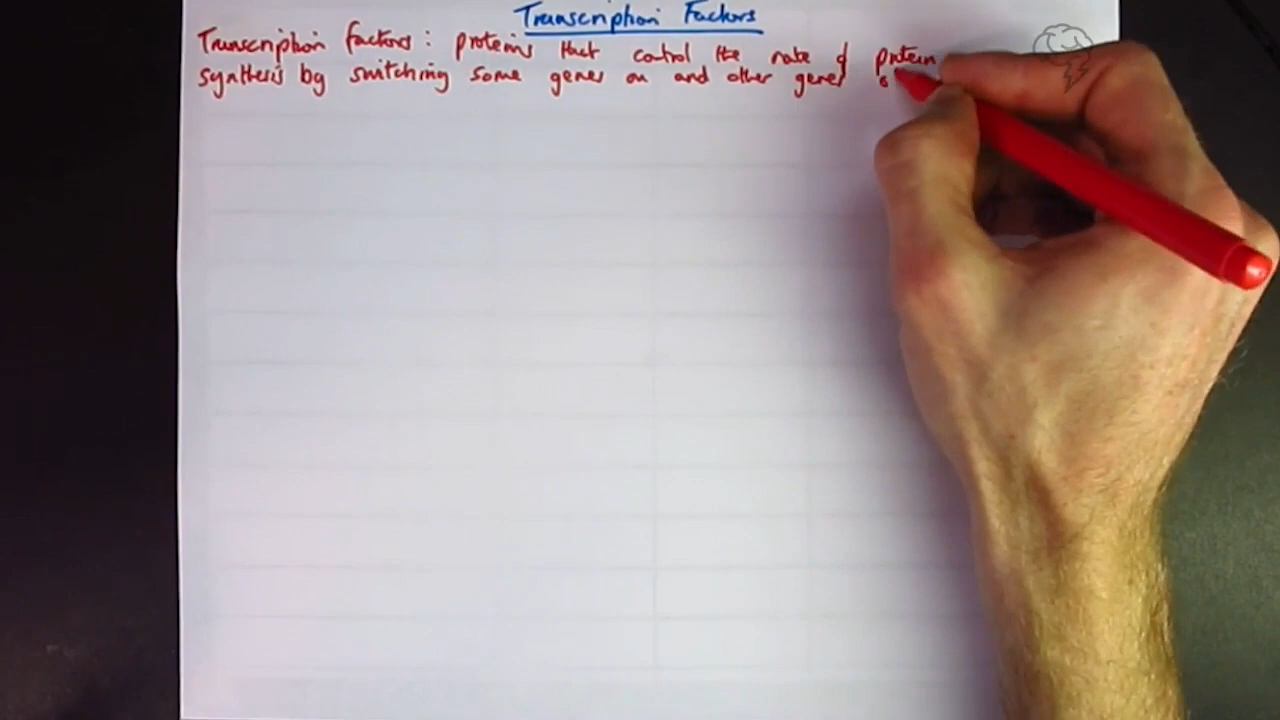 Transcription Factors
Transcription factors : proteins that control the rate of protein
synthesis by switching some genes on and other genes o